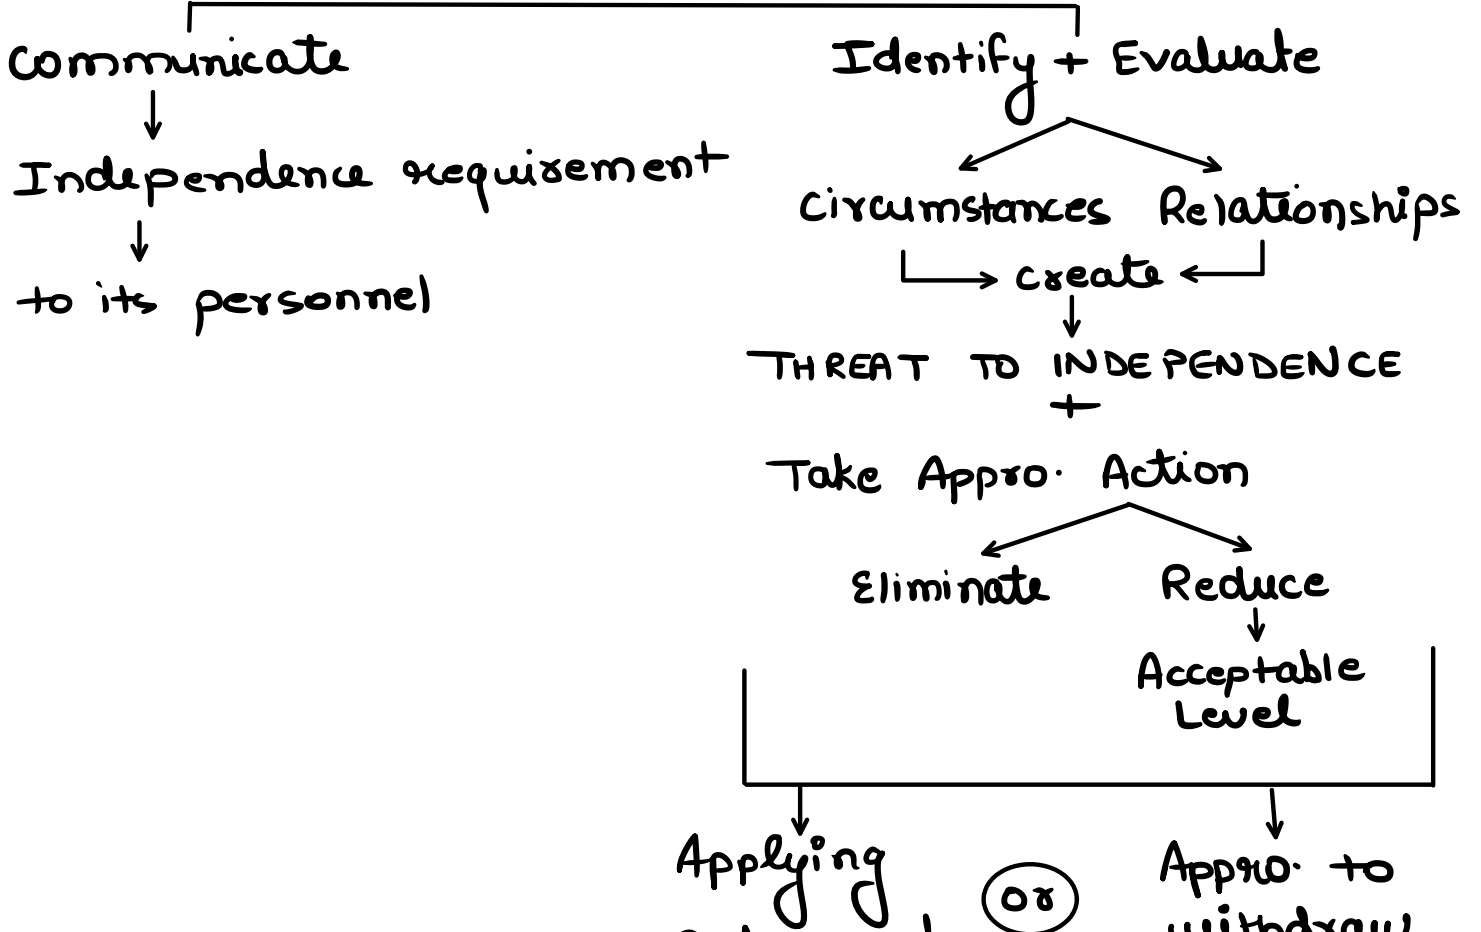 Communicate
Independence requirement
to its personnel
Identify + Evaluate
Circumstances Relationships
create
THREAT TO INDEPENDENCE
+
Take Appro. Action
Eliminate Reduce
Acceptable
Level
Applying or Appro. to
withdraw